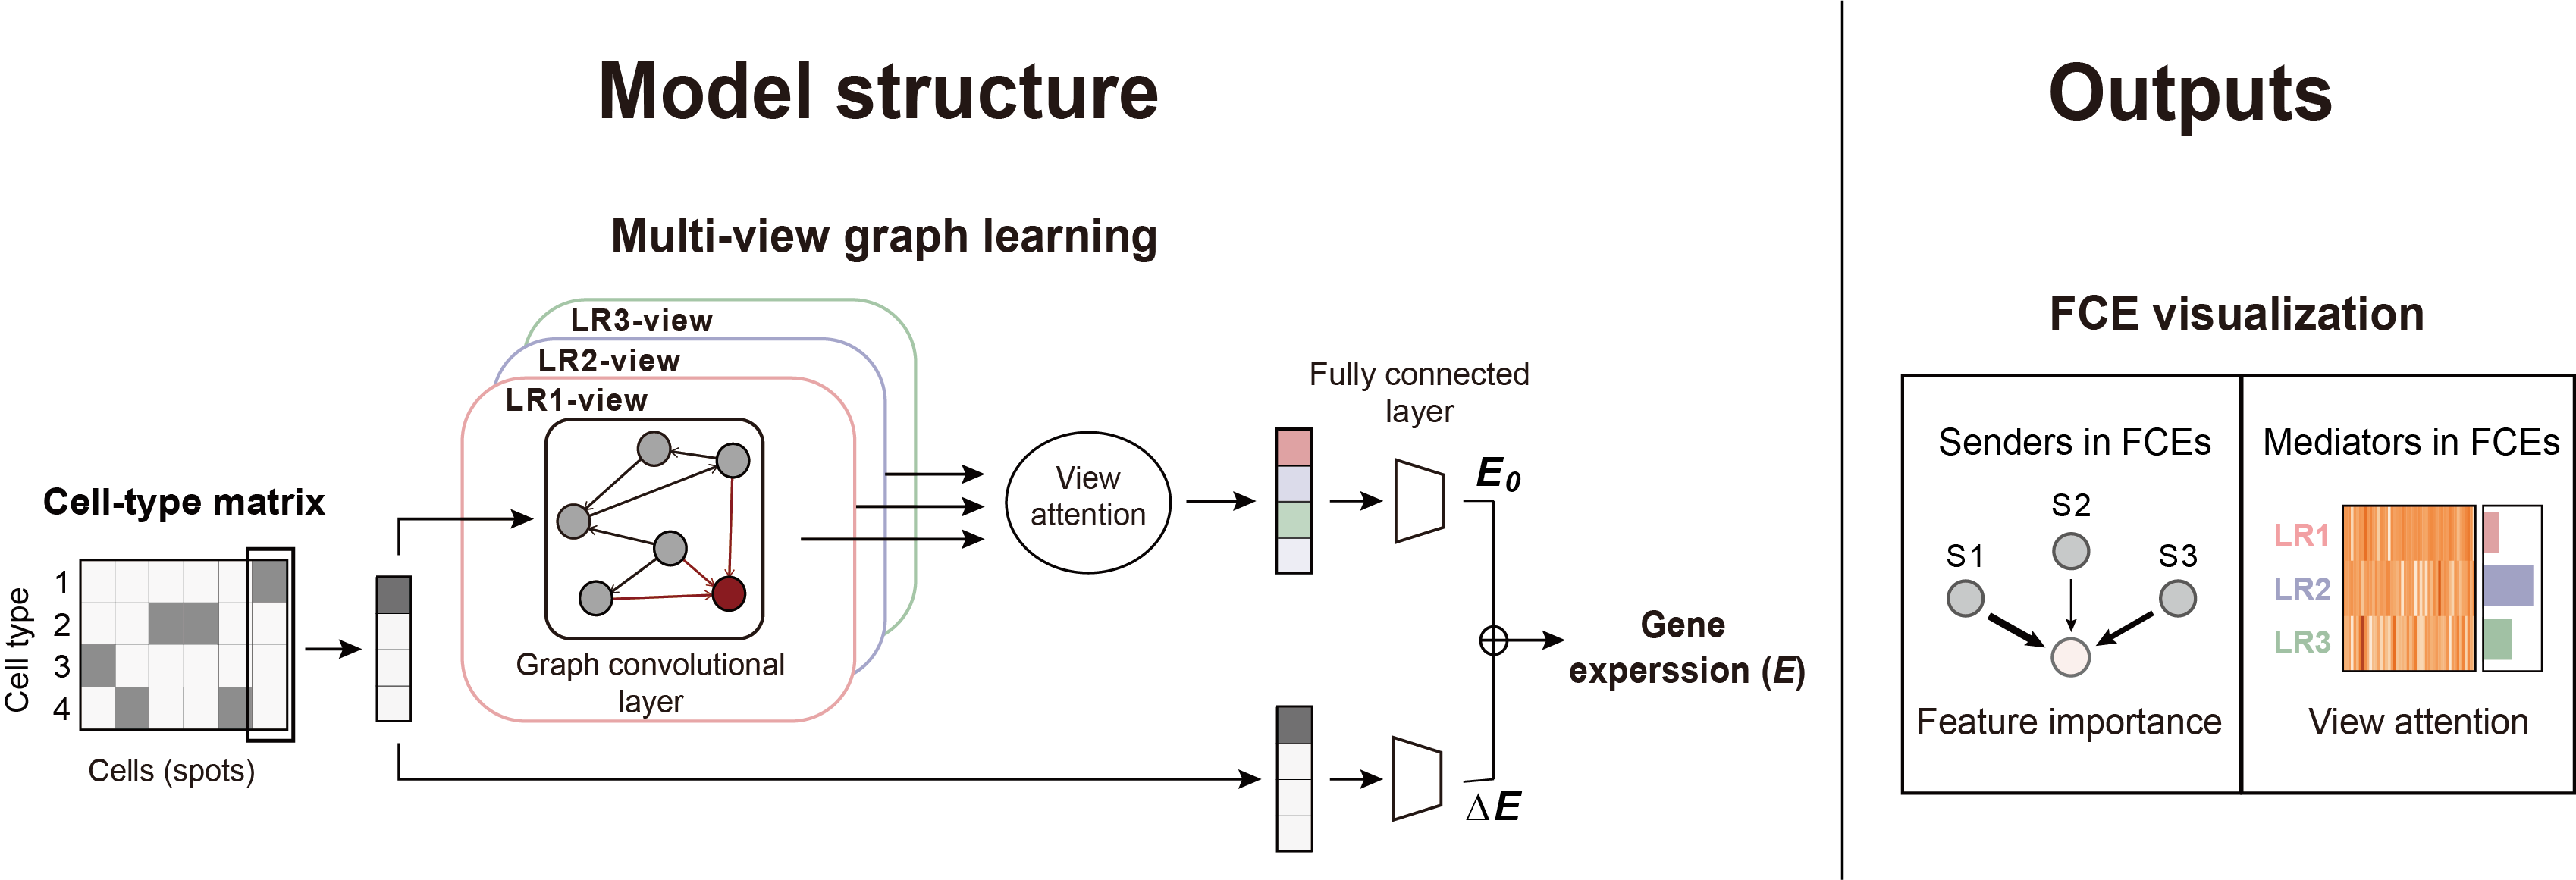 Model structure
Multi-view graph learning
LR3-view
LR2-view
LR1-view
Graph convolutional
layer
Cell-type matrix
Cell type
1
2
3
4
Cells (spots)
View
attention
Fully connected
layer
E0
ΔE
Gene
experssion (E)
Outputs
FCE visualization
Senders in FCEs
S1
S2
S3
Feature importance
Mediators in FCEs
LR1
LR2
LR3
View attention